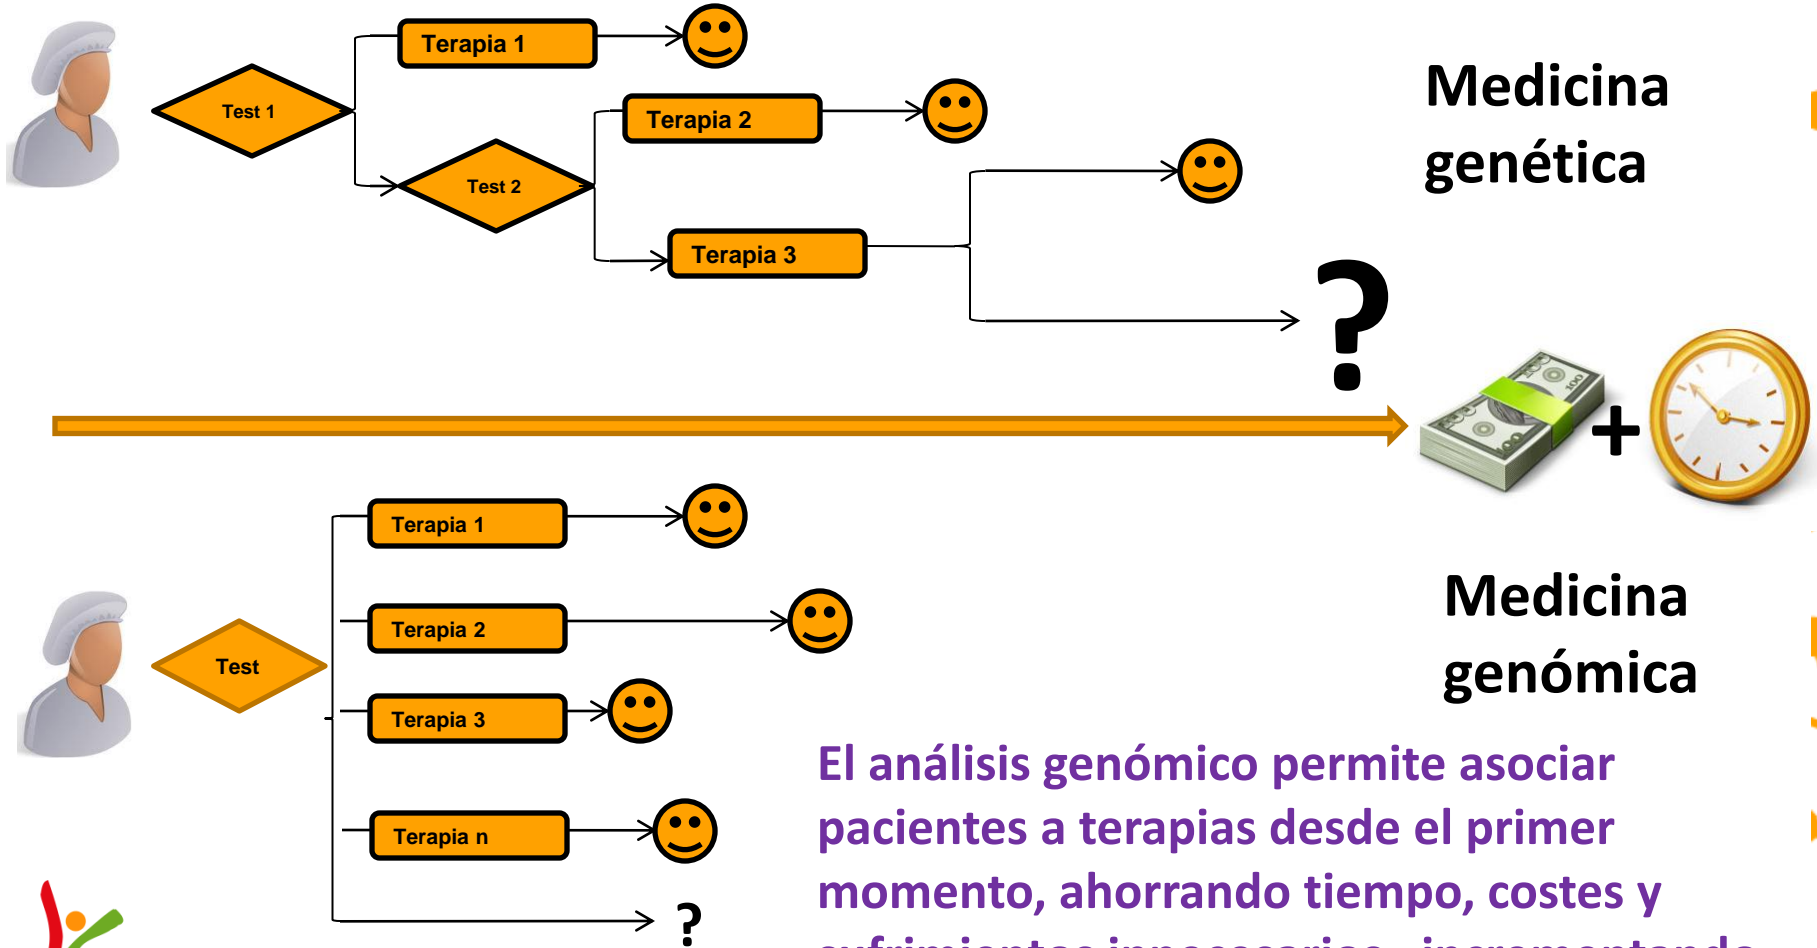 Terapia 1
Test 1
Terapia 2
Test 2
Terapia 3
Medicina
genética
?
+
Terapia 1
Terapia 2
Test
Terapia 3
Terapia n
?
Medicina
genómica
El análisis genómico permite asociar
pacientes a terapias desde el primer
momento, ahorrando tiempo, costes y